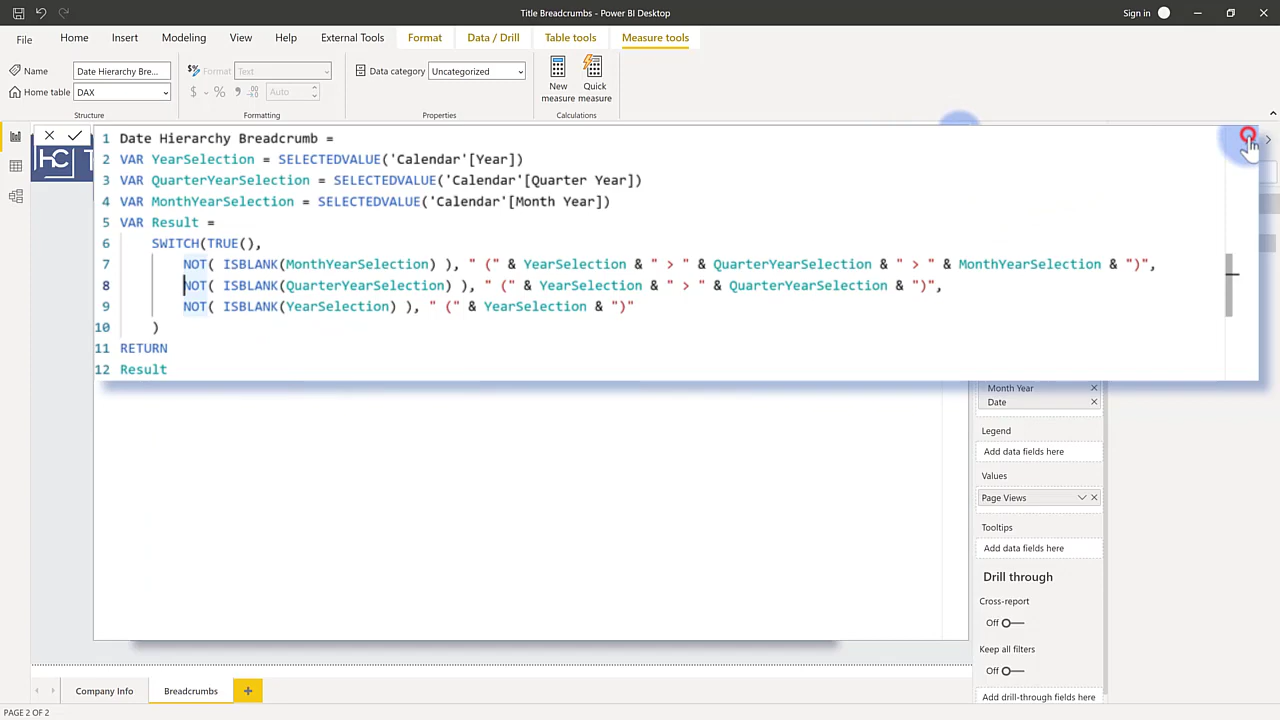 Title Breadcrumbs - Power BI Desktop
Sign in
File
Home
Insert
Modeling
View
Help
External Tools
Format
Data / Drill
Table tools
Measure tools
Name
Date Hierarchy Bre...
Home table
DAX
Structure
Format
Text
$
%
Auto
Formatting
Data category
Uncategorized
Properties
New measure
Quick measure
Calculations
HC
1 Date Hierarchy Breadcrumb =
2 VAR YearSelection = SELECTEDVALUE('Calendar'[Year])
3 VAR QuarterYearSelection = SELECTEDVALUE('Calendar'[Quarter Year])
4 VAR MonthYearSelection = SELECTEDVALUE('Calendar'[Month Year])
5 VAR Result =
6 SWITCH(TRUE(),
7 NOT( ISBLANK(MonthYearSelection) ), " (" & YearSelection & " > " & QuarterYearSelection & " > " & MonthYearSelection & ")",
8 NOT( ISBLANK(QuarterYearSelection) ), " (" & YearSelection & " > " & QuarterYearSelection & ")",
9 NOT( ISBLANK(YearSelection) ), " (" & YearSelection & ")"
10 )
11 RETURN
12 Result
Month Year
Date
Legend
Add data fields here
Values
Page Views
Tooltips
Add data fields here
Drill through
Cross-report
Off
Keep all filters
Off
Add drill-through fields here
Company Info
Breadcrumbs
PAGE 2 OF 2